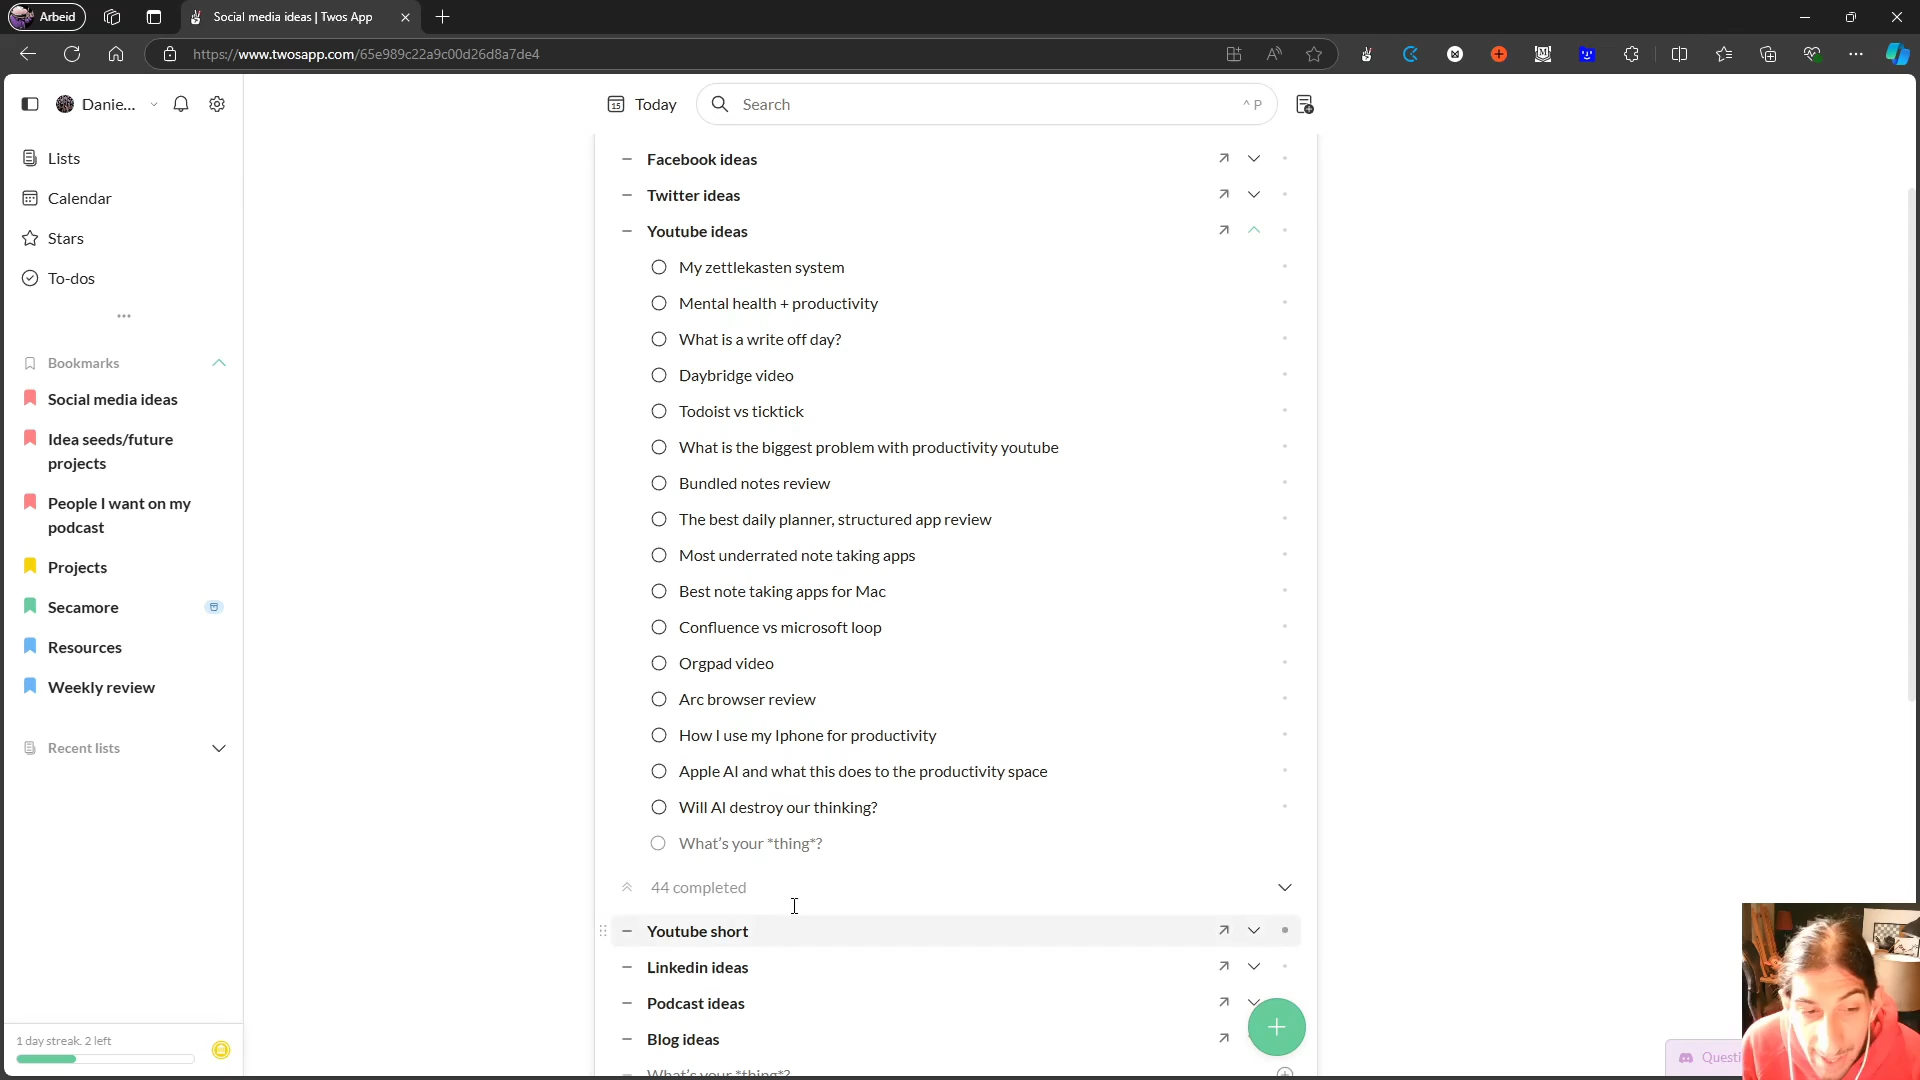 Arbeid
Social media ideas | Twos App
https://www.twosapp.com/65e989c22a9c00d26d8a7de4
Danie...
15
Today
Search
^ P
Lists
Calendar
Stars
To-dos
Bookmarks
Social media ideas
Idea seeds/future
projects
People I want on my
podcast
Projects
Secamore
Resources
Weekly review
Recent lists
1 day streak. 2 left
Facebook ideas
Twitter ideas
Youtube ideas
My zettlekasten system
Mental health + productivity
What is a write off day?
Daybridge video
Todoist vs ticktick
What is the biggest problem with productivity youtube
Bundled notes review
The best daily planner, structured app review
Most underrated note taking apps
Best note taking apps for Mac
Confluence vs microsoft loop
Orgpad video
Arc browser review
How I use my Iphone for productivity
Apple AI and what this does to the productivity space
Will AI destroy our thinking?
What's your *thing*?
44 completed
Youtube short
Linkedin ideas
Podcast ideas
Blog ideas
What's your *thing*?
Questi